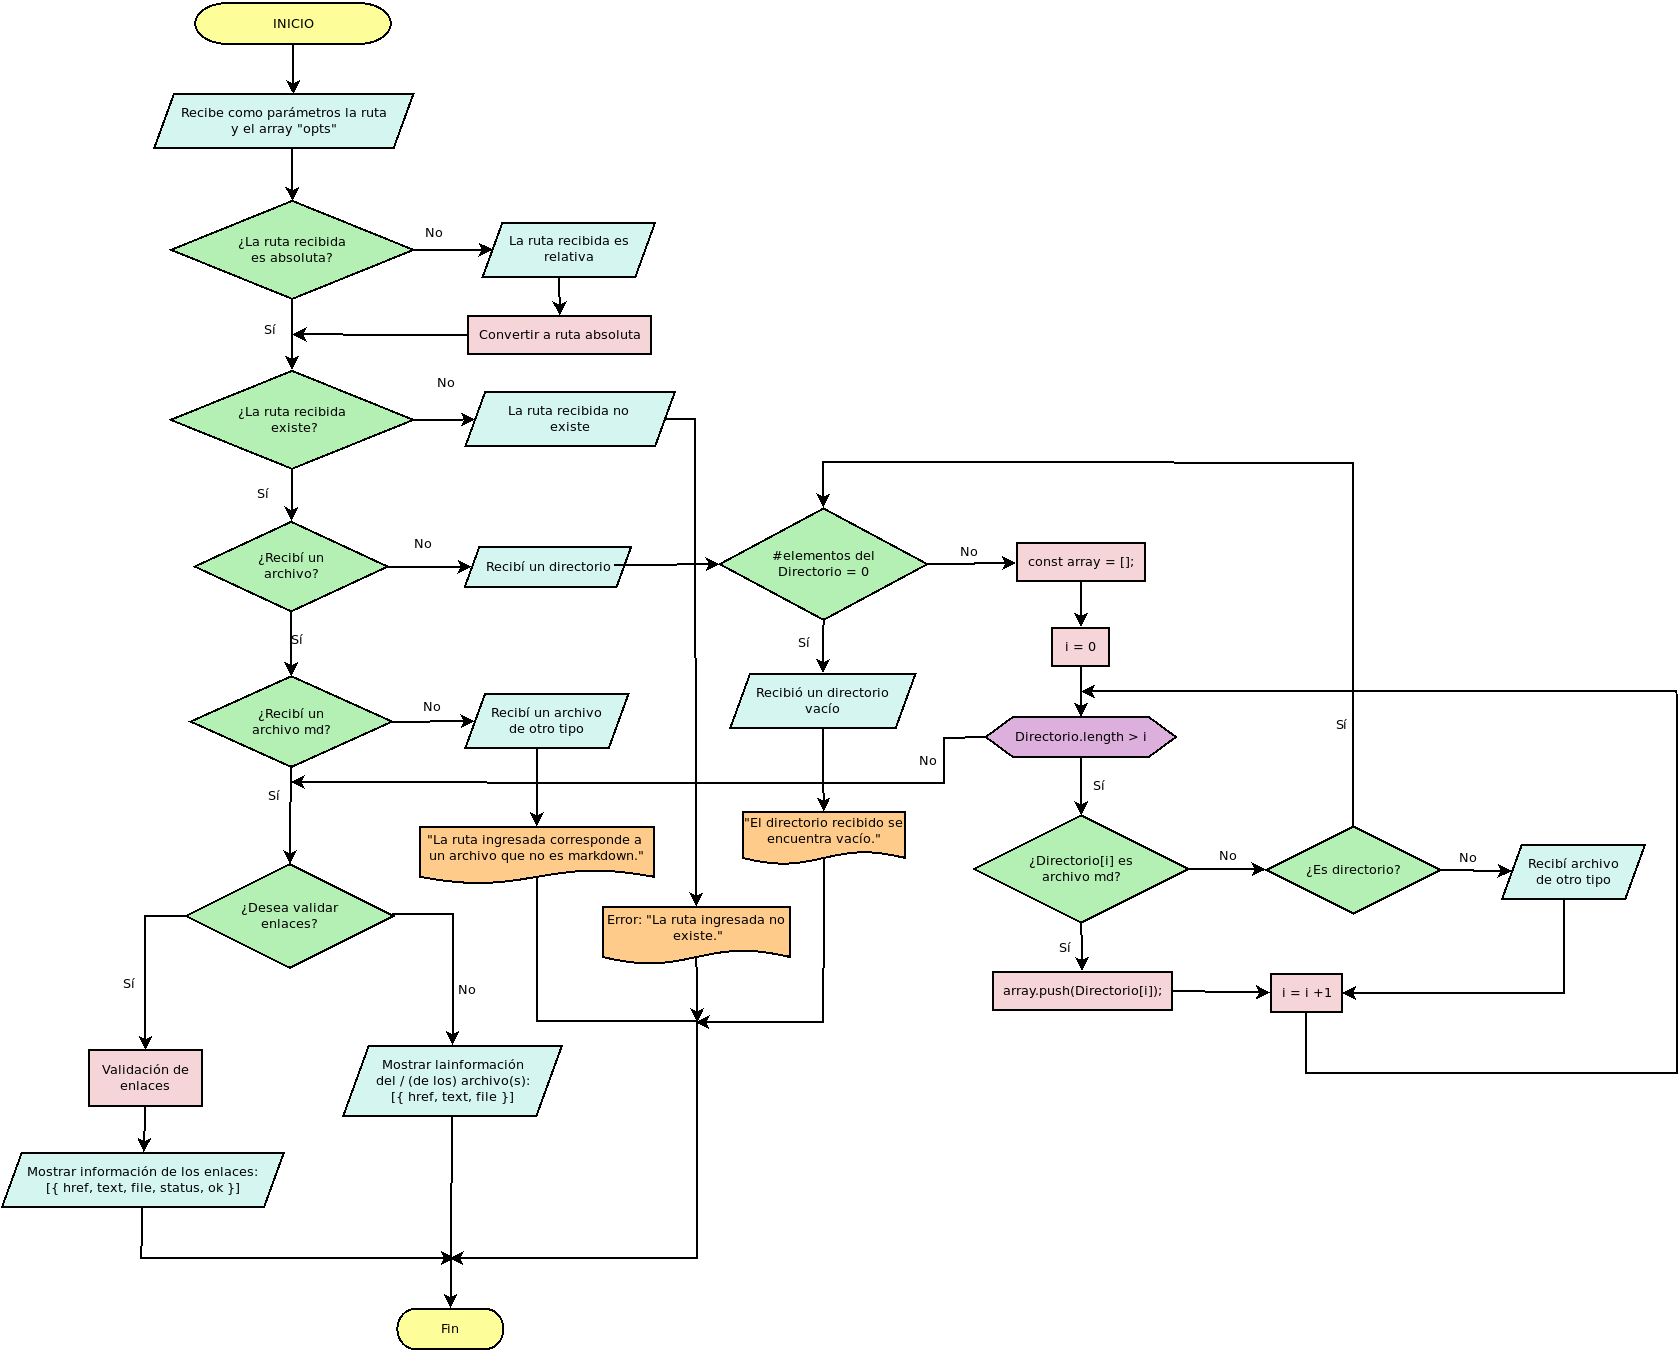 INICIO
Recibe como parámetros la ruta
y el array "opts"
¿La ruta recibida
es absoluta?
No
La ruta recibida es
relativa
Sí
Convertir a ruta absoluta
¿La ruta recibida
existe?
No
La ruta recibida no
existe
Sí
¿Recibí un
archivo?
No
Recibí un directorio
#elementos del
Directorio = 0
No
const array = [];
Sí
Sí
i = 0
¿Recibí un
archivo md?
No
Recibí un archivo
de otro tipo
Recibió un directorio
vacío
Directorio.length > i
Sí
No
Sí
Sí
"La ruta ingresada corresponde a
un archivo que no es markdown."
"El directorio recibido se
encuentra vacío."
¿Directorio[i] es
archivo md?
No
¿Es directorio?
No
Recibí archivo
de otro tipo
¿Desea validar
enlaces?
Error: "La ruta ingresada no
existe."
Sí
Sí
No
array.push(Directorio[i]);
i = i +1
Validación de
enlaces
Mostrar lainformación
del / (de los) archivo(s):
[{ href, text, file }]
Mostrar información de los enlaces:
[{ href, text, file, status, ok }]
Fin